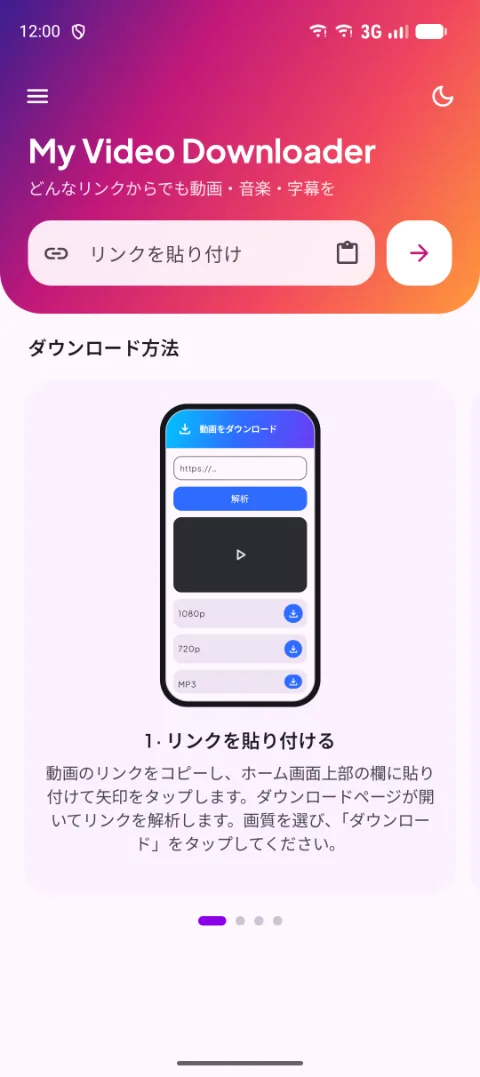 12:00
3G
My Video Downloader
どんなリンクからでも動画・音楽・字幕を
リンクを貼り付け
ダウンロード方法
動画をダウンロード
https://..
解析
1080p
720p
MP3
1 · リンクを貼り付ける
動画のリンクをコピーし、ホーム画面上部の欄に貼り
付けて矢印をタップします。ダウンロードページが開
いてリンクを解析します。画質を選び、「ダウンロー
ド」をタップしてください。